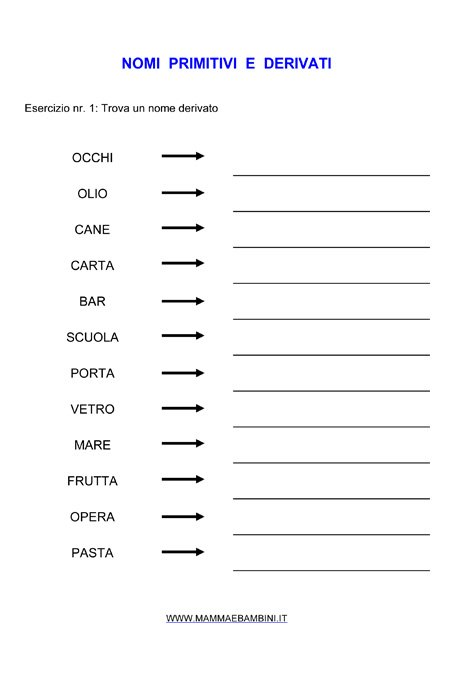 NOMI PRIMITIVI E DERIVATI
Esercizio nr. 1: Trova un nome derivato
OCCHI
OLIO
CANE
CARTA
BAR
SCUOLA
PORTA
VETRO
MARE
FRUTTA
OPERA
PASTA
WWW.MAMMAEBAMBINI.IT